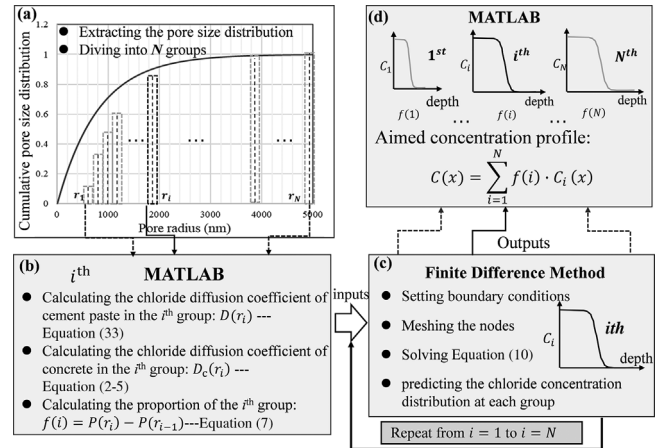 (a)
Extracting the pore size distribution
Diving into N groups
Cumulative pore size distribution
1.2
1
0.8
0.6
0.4
0.2
0
r1
...
ri
...
rN
0
1000
2000
3000
4000
5000
Pore radius (nm)
(b)
ith
MATLAB
Calculating the chloride diffusion coefficient of
cement paste in the ith group: D(ri) ---
Equation (33)
Calculating the chloride diffusion coefficient of
concrete in the ith group: Dc(ri) ---
Equation (2-5)
Calculating the proportion of the ith group:
f(i) = P(ri) − P(ri−1)---Equation (7)
inputs
(c)
Finite Difference Method
Setting boundary conditions
Meshing the nodes
Solving Equation (10)
predicting the chloride concentration
distribution at each group
Ci
ith
depth
Repeat from i = 1 to i = N
Outputs
(d)
MATLAB
C1
1st
depth
f(1)
...
Ci
ith
depth
f(i)
...
CN
Nth
depth
f(N)
Aimed concentration profile:
C(x) = ∑ i=1 N f(i) · Ci (x)